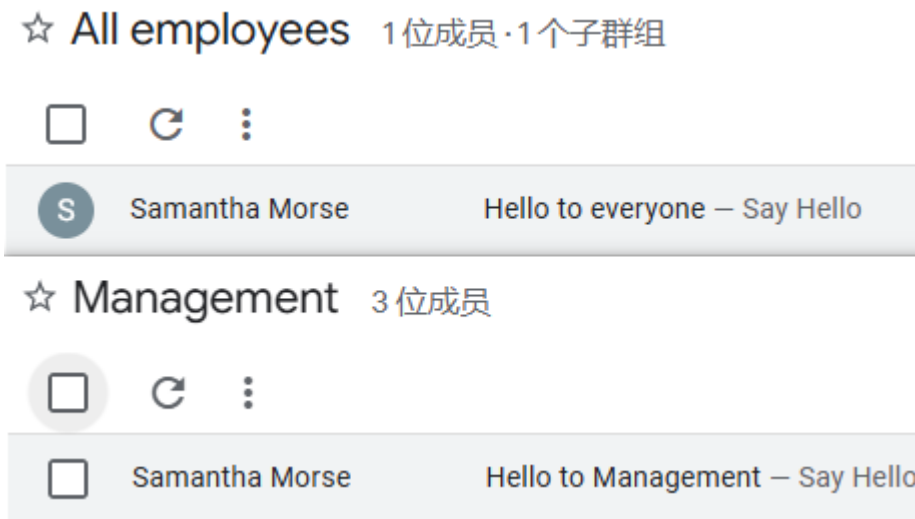 All employees 1位成员·1个子群组
S Samantha Morse Hello to everyone – Say Hello
Management 3位成员
Samantha Morse Hello to Management – Say Hello